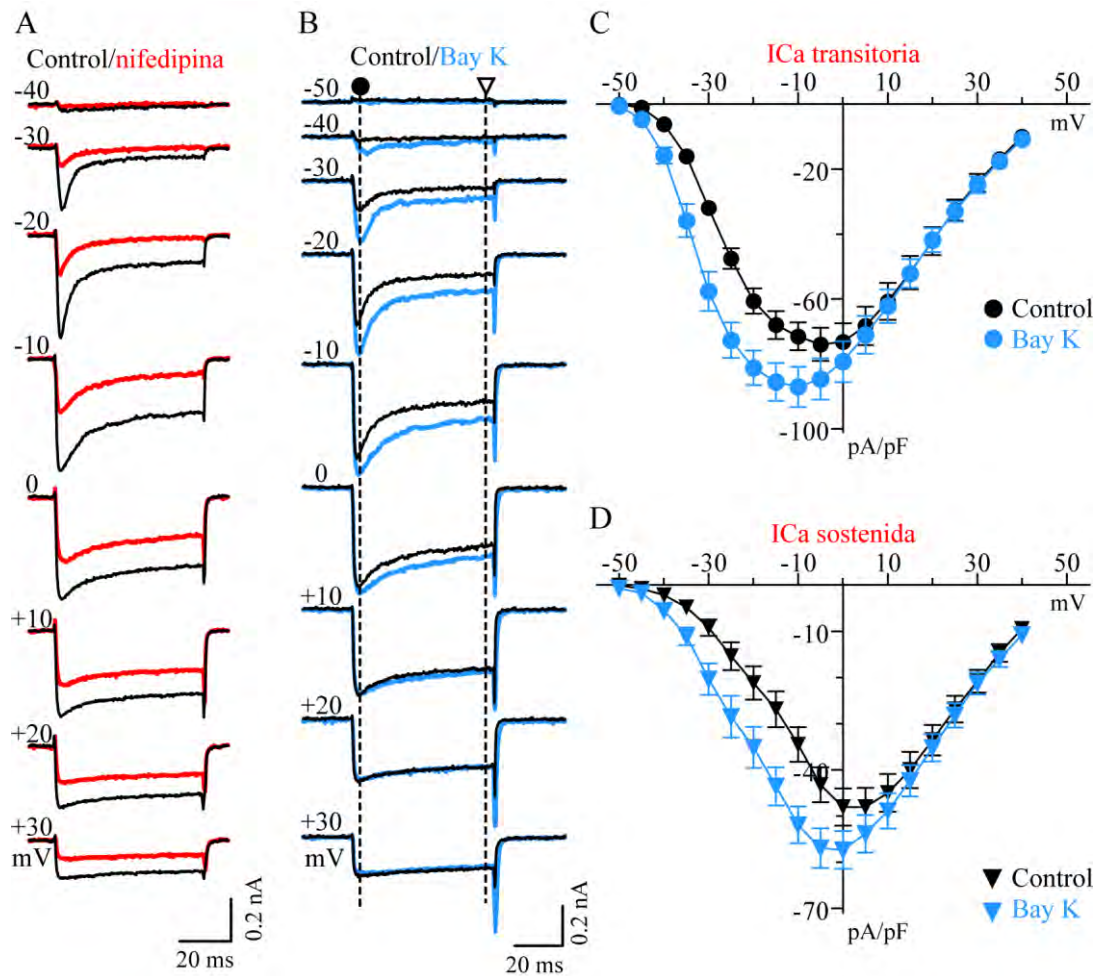 A
Control/nifedipina
-40
-30
-20
-10
0
+10
+20
+30
mV
20 ms
0.2 nA
B
Control/Bay K
-50
-40
-30
-20
-10
0
+10
+20
+30
mV
20 ms
0.2 nA
C
ICa transitoria
-50 -30 -10 10 30 50
mV
-20
-60
-100
pA/pF
Control
Bay K
D
ICa sostenida
-50 -30 -10 10 30 50
mV
-10
-40
-70
pA/pF
Control
Bay K